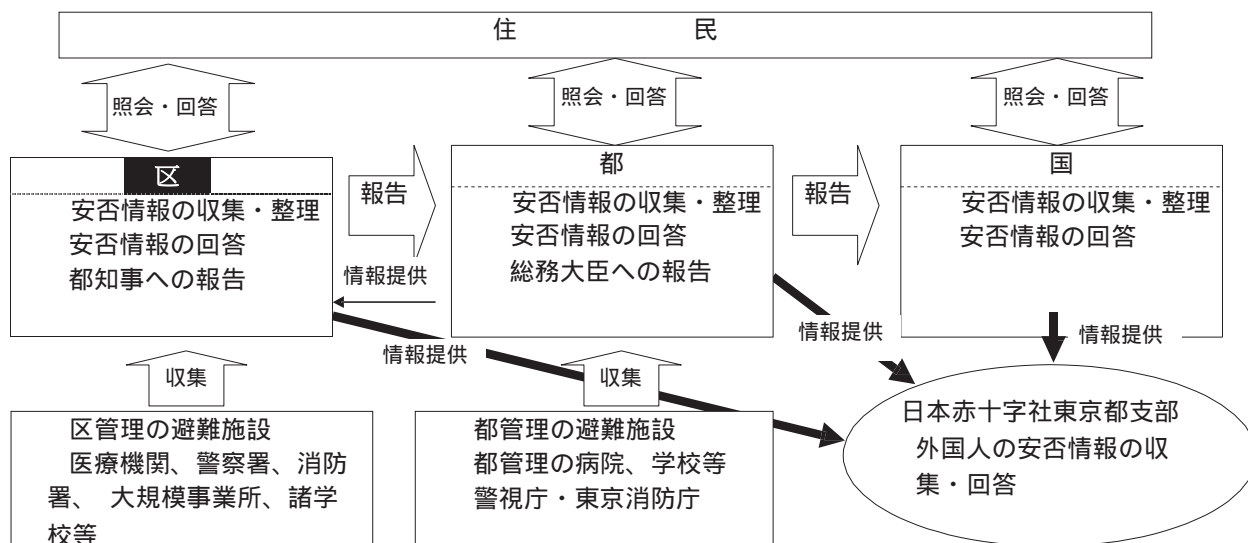 住 民
照会・回答
照会・回答
照会・回答
区
安否情報の収集・整理
安否情報の回答
都知事への報告
報告
情報提供
都
安否情報の収集・整理
安否情報の回答
総務大臣への報告
報告
国
安否情報の収集・整理
安否情報の回答
情報提供
情報提供
情報提供
収集
収集
区管理の避難施設
医療機関、警察署、消防
署、 大規模事業所、諸学
校等
都管理の避難施設
都管理の病院、学校等
警視庁・東京消防庁
日本赤十字社東京都支部
外国人の安否情報の収
集・回答